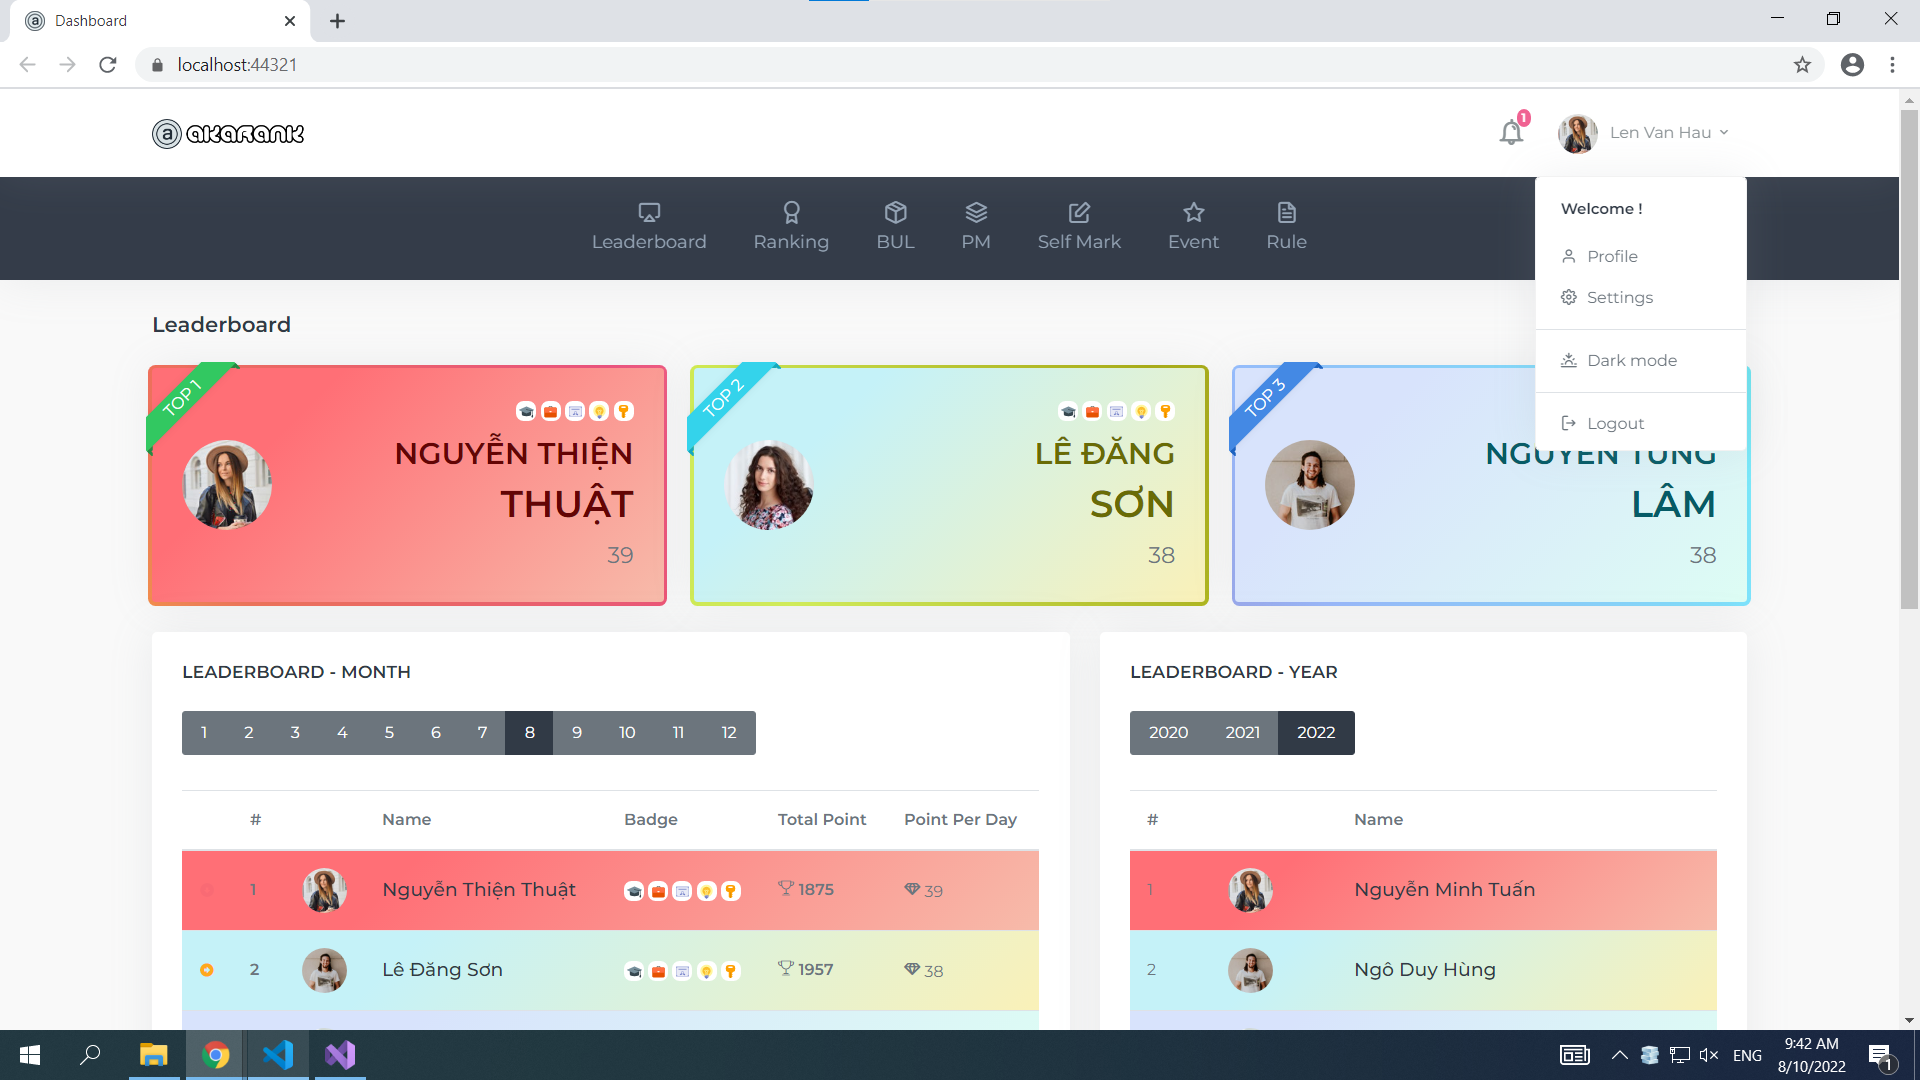 Dashboard
localhost:44321
a akaRank
1
Len Van Hau
Leaderboard
Ranking
BUL
PM
Self Mark
Event
Rule
Welcome !
Profile
Settings
Dark mode
Logout
Leaderboard
TOP 1
NGUYỄN THIỆN
THUẬT
39
TOP 2
LÊ ĐĂNG
SƠN
38
TOP 3
NGUYỄN TÙNG
LÂM
38
LEADERBOARD - MONTH
1 2 3 4 5 6 7 8 9 10 11 12
# Name Badge Total Point Point Per Day
1 Nguyễn Thiện Thuật 1875 39
2 Lê Đăng Sơn 1957 38
LEADERBOARD - YEAR
2020 2021 2022
# Name
1 Nguyễn Minh Tuấn
2 Ngô Duy Hùng
ENG
9:42 AM
8/10/2022
1